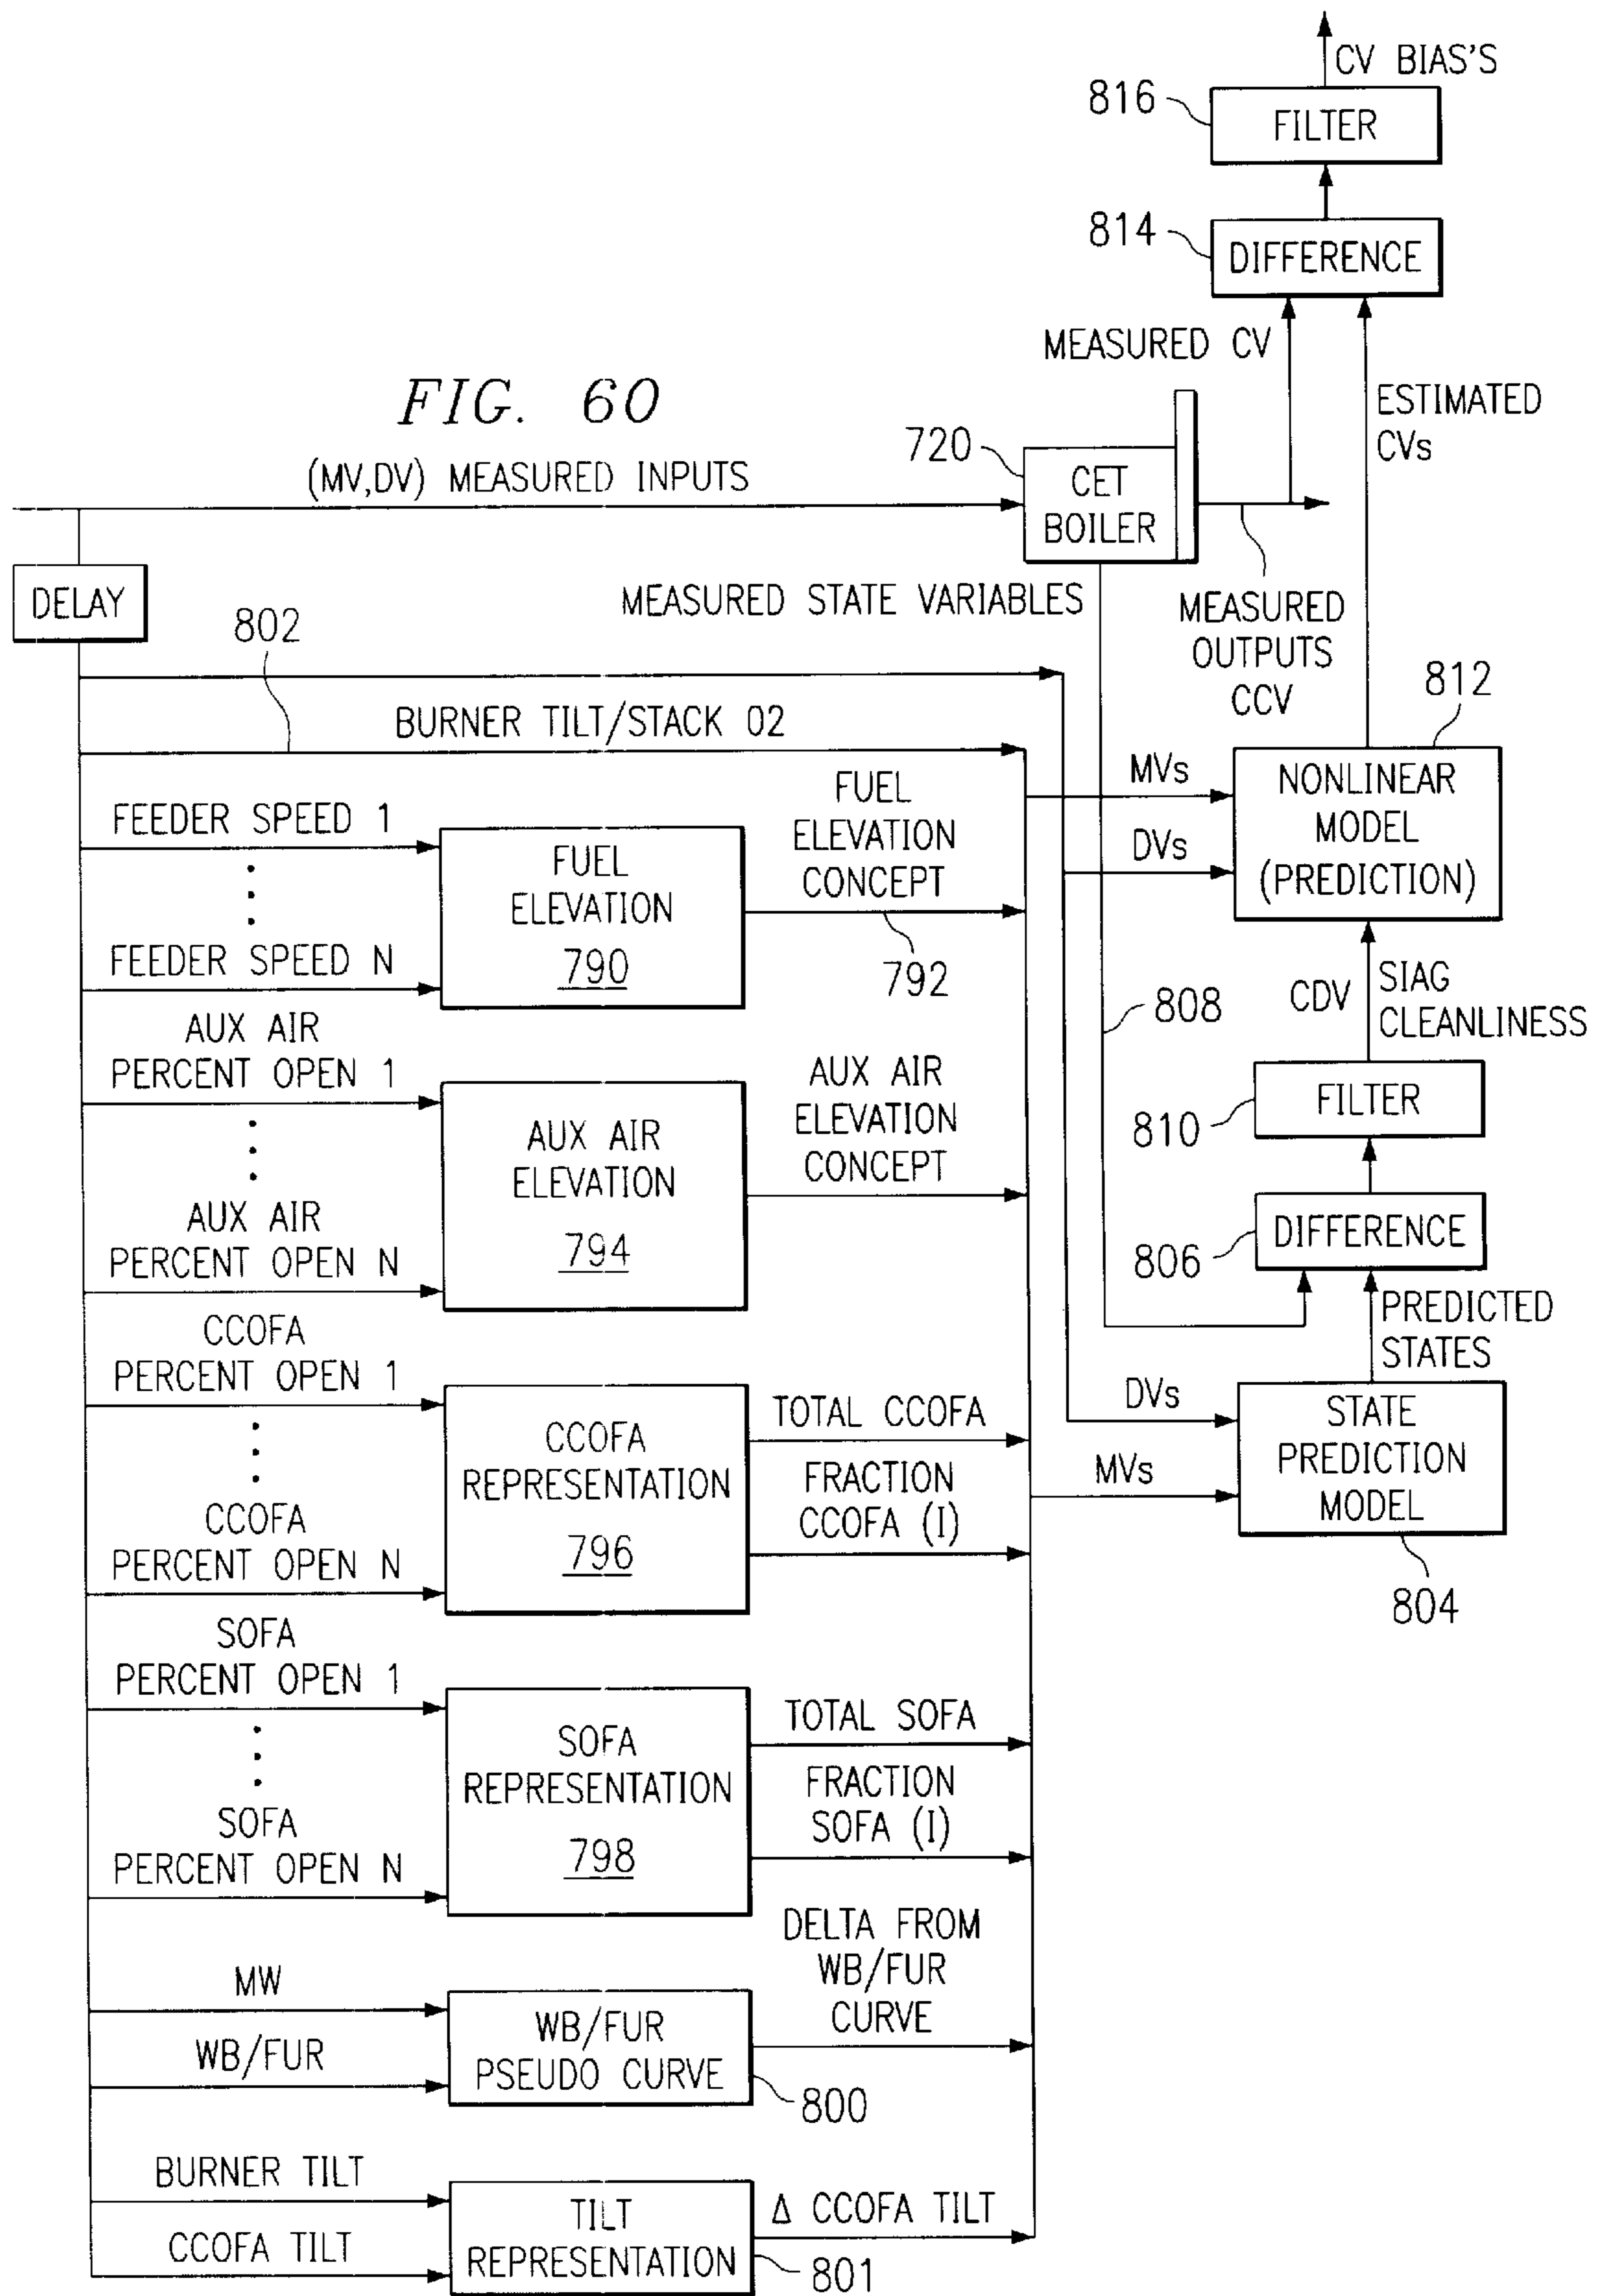 CV BIAS'S
816
FILTER
814
DIFFERENCE
MEASURED CV
FIG. 60
ESTIMATED
CVs
720
(MV,DV) MEASURED INPUTS
CET
BOILER
DELAY
MEASURED STATE VARIABLES
MEASURED
OUTPUTS
CCV
802
812
BURNER TILT/STACK O2
MVs
NONLINEAR
MODEL
(PREDICTION)
DVs
FEEDER SPEED 1
FEEDER SPEED N
FUEL
ELEVATION
790
FUEL
ELEVATION
CONCEPT
792
808
CDV
SIAG
CLEANLINESS
AUX AIR
PERCENT OPEN 1
AUX AIR
PERCENT OPEN N
AUX AIR
ELEVATION
794
AUX AIR
ELEVATION
CONCEPT
810
FILTER
806
DIFFERENCE
PREDICTED
STATES
CCOFA
PERCENT OPEN 1
CCOFA
PERCENT OPEN N
CCOFA
REPRESENTATION
796
TOTAL CCOFA
FRACTION
CCOFA (I)
DVs
MVs
STATE
PREDICTION
MODEL
804
SOFA
PERCENT OPEN 1
SOFA
PERCENT OPEN N
SOFA
REPRESENTATION
798
TOTAL SOFA
FRACTION
SOFA (I)
MW
WB/FUR
WB/FUR
PSEUDO CURVE
800
DELTA FROM
WB/FUR
CURVE
BURNER TILT
CCOFA TILT
TILT
REPRESENTATION
801
Δ CCOFA TILT